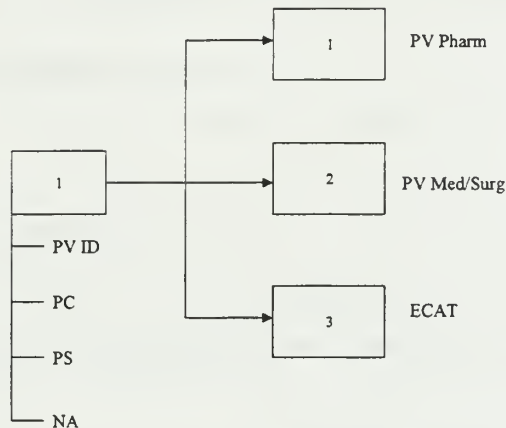 1
PV Pharm
1
2
PV Med/Surg
PV ID
PC
3
ECAT
PS
NA